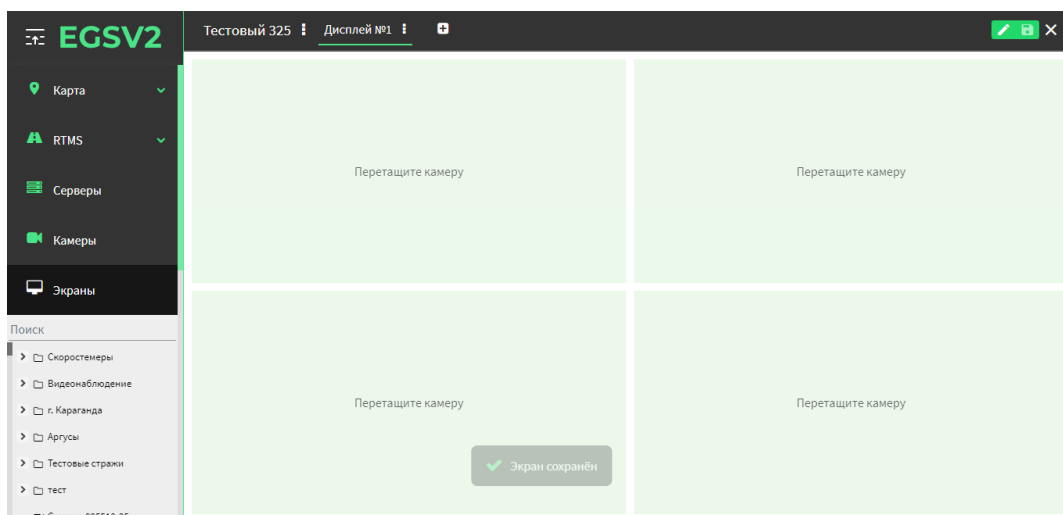 EGSV2
Тестовый 325 Дисплей №1
Карта
RTMS
Серверы
Камеры
Экраны
Поиск
Скоростемеры
Видеонаблюдение
г. Караганда
Аргусы
Тестовые стражи
тест
Перетащите камеру
Перетащите камеру
Перетащите камеру
Перетащите камеру
Экран сохранён